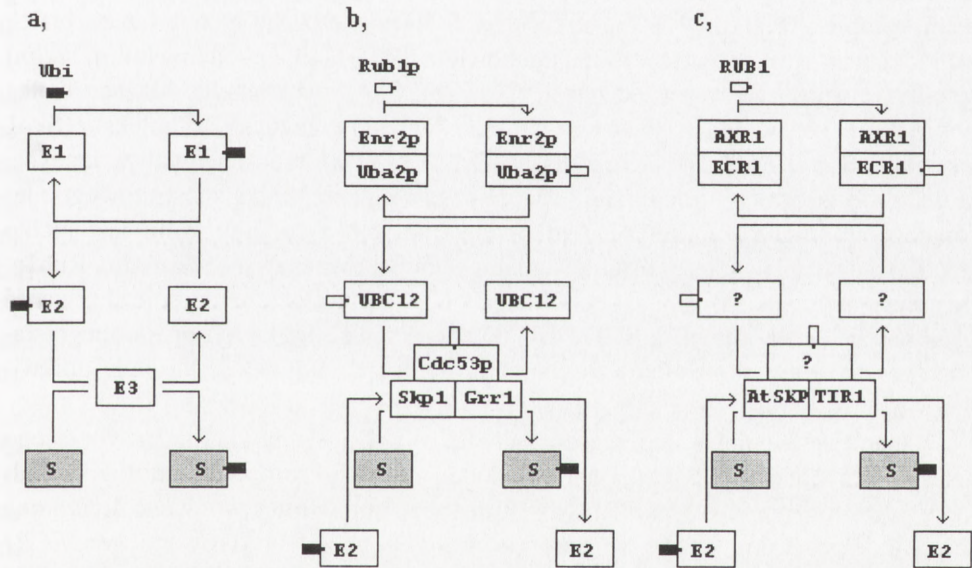 a,
Ubi
E1
E1
E2
E2
E3
S
S
b,
Rub1p
Enr2p
Uba2p
Enr2p
Uba2p
UBC12
UBC12
Cdc53p
Skp1
Grr1
S
S
E2
E2
c,
RUB1
AXR1
ECR1
AXR1
ECR1
?
?
?
AtSKP
TIR1
S
S
E2
E2